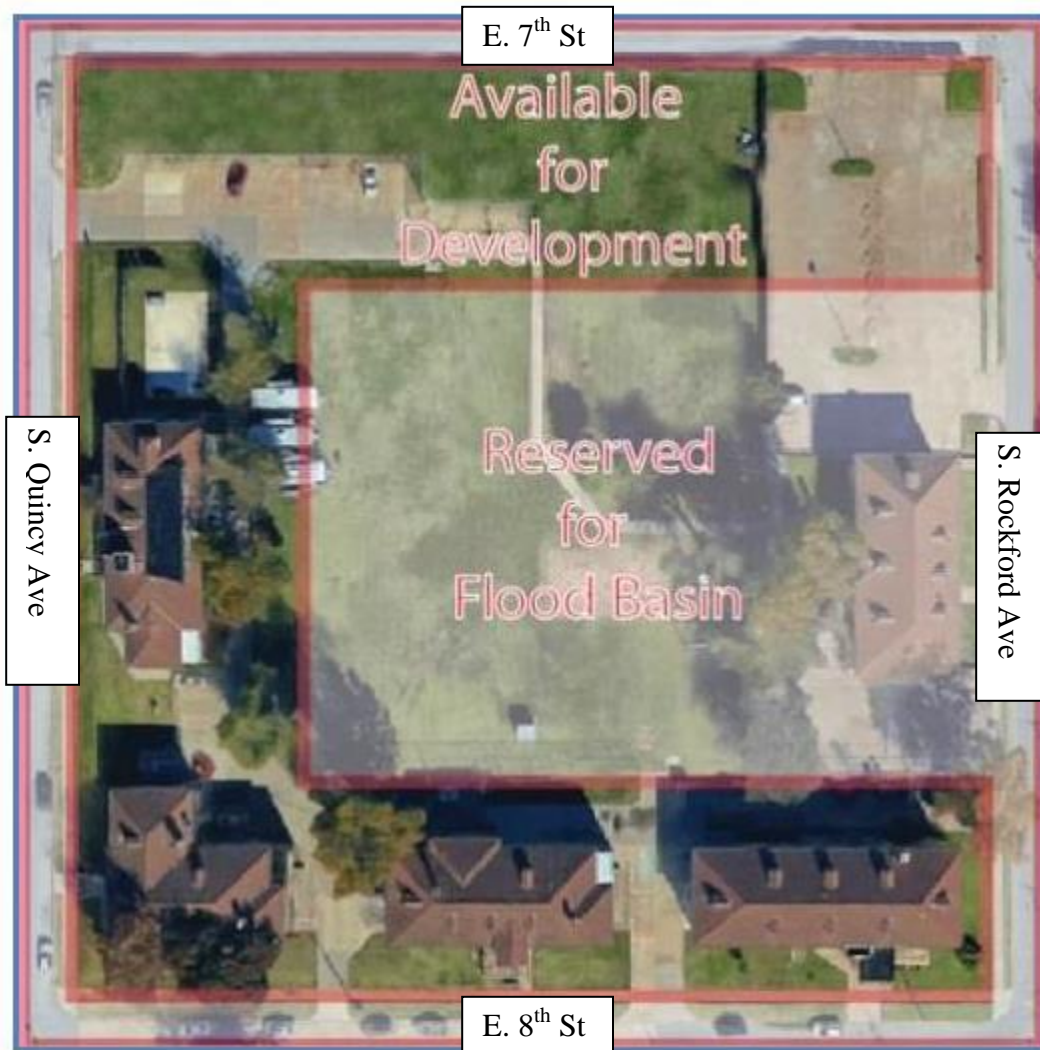 E. 7th St
Available
for
Development
S. Quincy Ave
Reserved
for
Flood Basin
S. Rockford Ave
E. 8th St